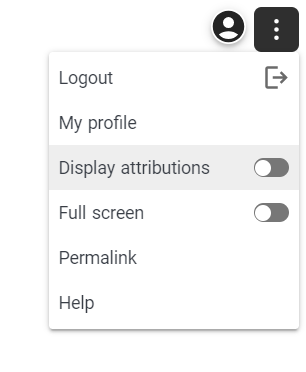 Logout
My profile
Display attributions
Full screen
Permalink
Help